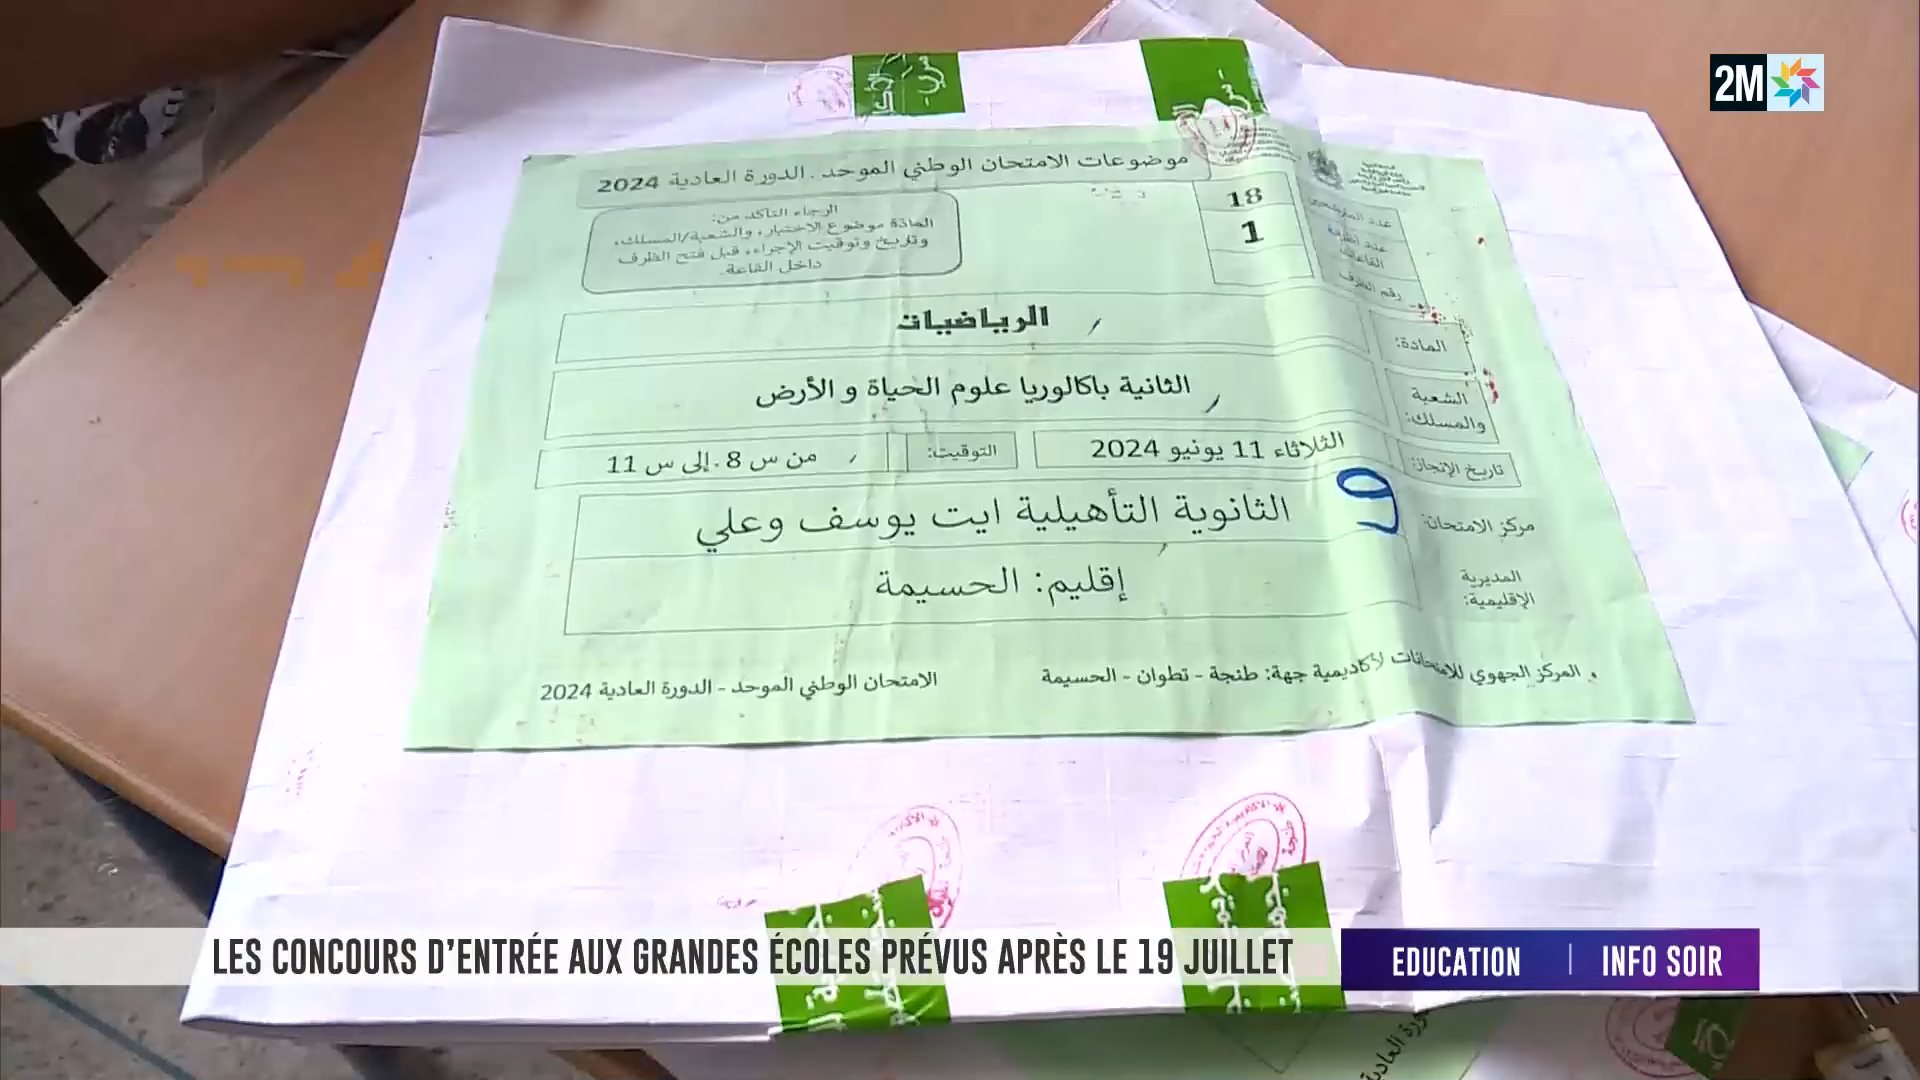 2M
موضوعات الامتحان الوطني الموحد . الدورة العادية 2024
الرجاء التأكد من:
المادة موضوع الاختبار، والشعبة/المسلك،
وتاريخ وتوقيت الإجراء، قبل فتح الظرف
داخل القاعة.
18
1
رقم الظرف
المادة:
الرياضيات
الشعبة
والمسلك:
الثانية باكالوريا علوم الحياة و الأرض
تاريخ الإنجاز:
الثلاثاء 11 يونيو 2024
التوقيت:
من س 8 .إلى س 11
مركز الامتحان:
9
الثانوية التأهيلية ايت يوسف وعلي
المديرية
الإقليمية:
إقليم: الحسيمة
المركز الجهوي للامتحانات لأكاديمية جهة: طنجة - تطوان - الحسيمة
الامتحان الوطني الموحد - الدورة العادية 2024
LES CONCOURS D'ENTRÉE AUX GRANDES ÉCOLES PRÉVUS APRÈS LE 19 JUILLET
EDUCATION | INFO SOIR